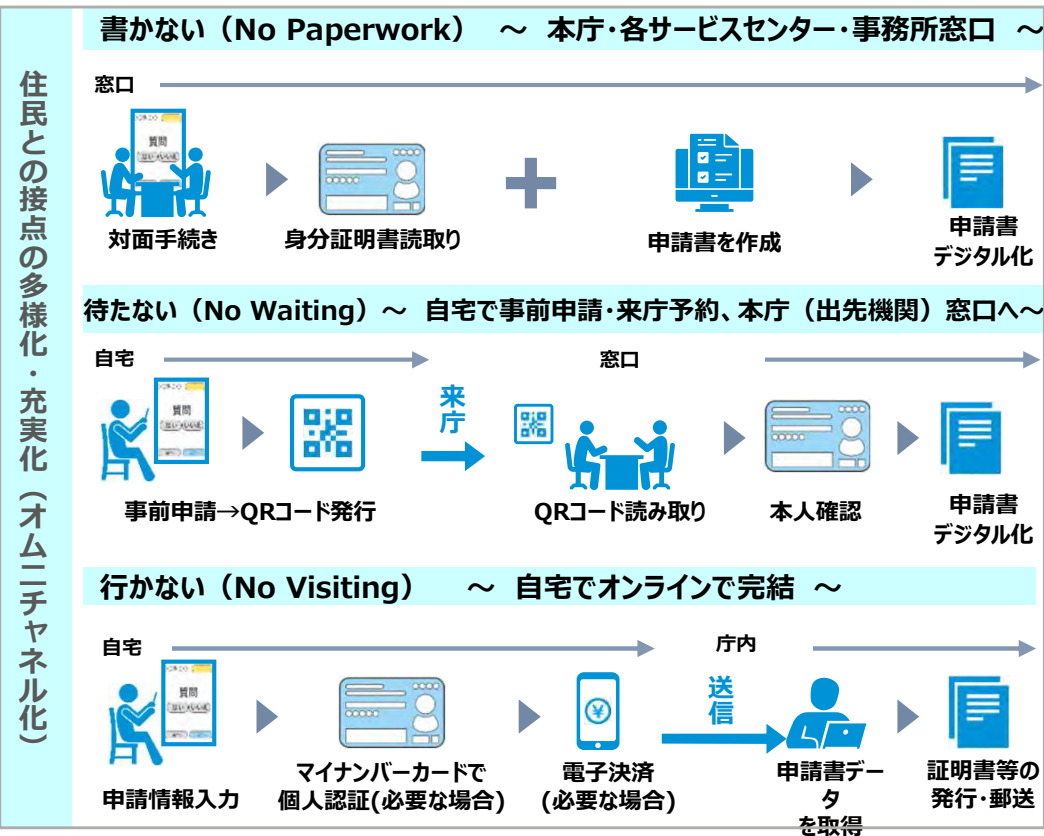 住民との接点の多様化・充実化（オムニチャネル化）
書かない（No Paperwork） ～ 本庁・各サービスセンター・事務所窓口 ～
窓口
質問
対面手続き
身分証明書読取り
申請書を作成
申請書
デジタル化
待たない（No Waiting）～ 自宅で事前申請・来庁予約、本庁（出先機関）窓口へ～
自宅
窓口
質問
来庁
事前申請→QRコード発行
QRコード読み取り
本人確認
申請書
デジタル化
行かない（No Visiting） ～ 自宅でオンラインで完結 ～
自宅
庁内
質問
送信
申請情報入力
マイナンバーカードで
個人認証(必要な場合)
電子決済
(必要な場合)
申請書デー
タ
を取得
証明書等の
発行・郵送